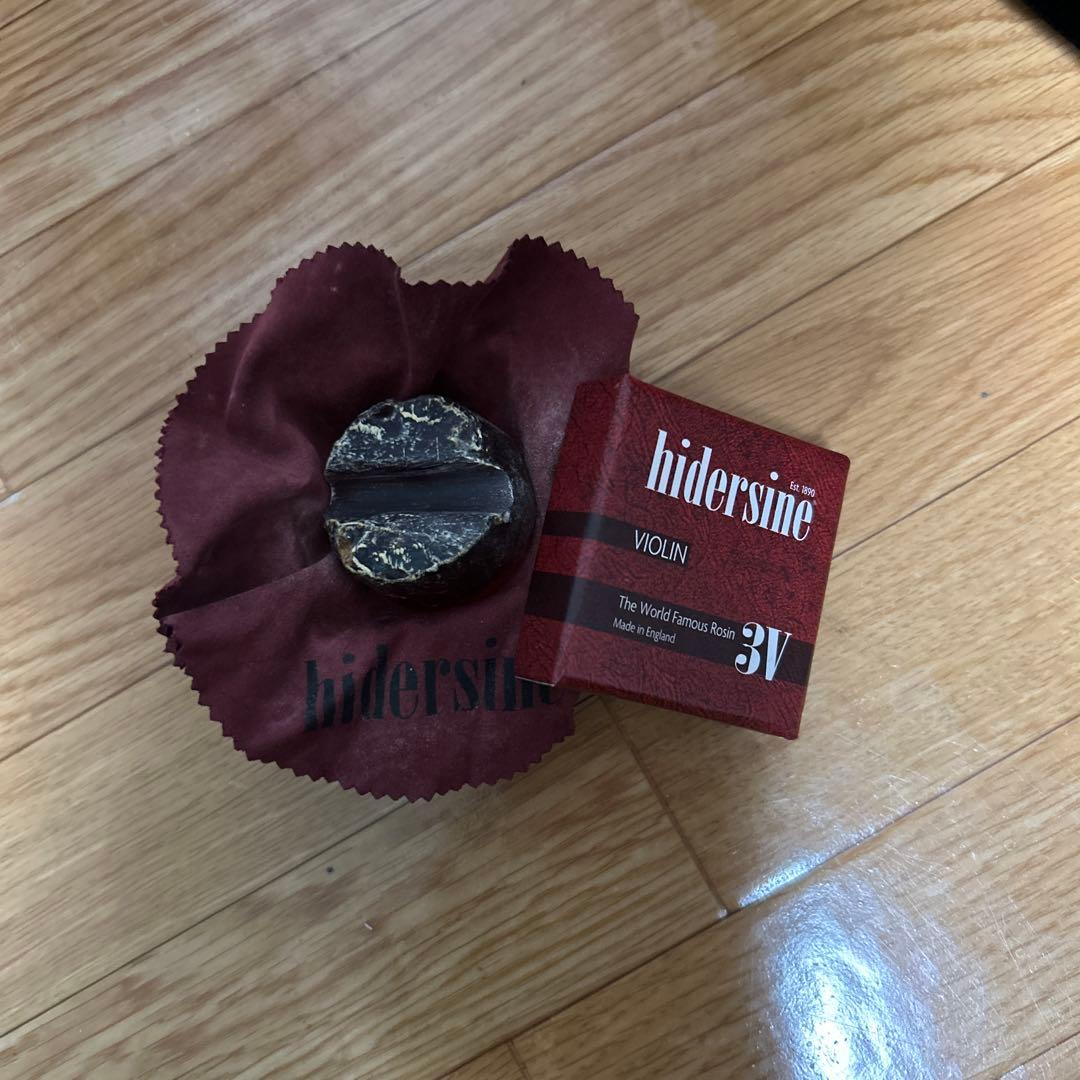 hidersine
Est. 1890
hidersine
VIOLIN
The World Famous Rosin
Made in England
3V